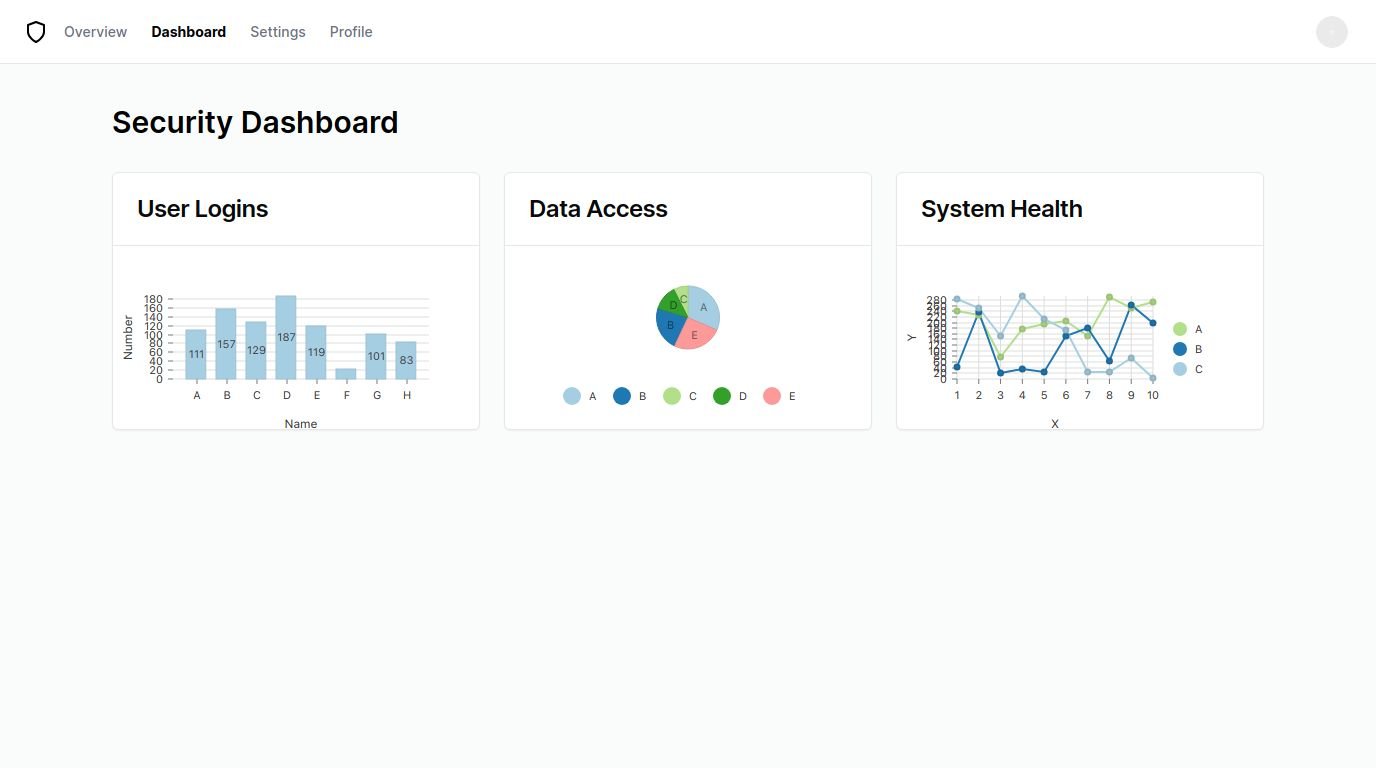 Overview Dashboard Settings Profile
Security Dashboard
User Logins
Number
180
160
140
120
100
80
60
40
20
0
111
157
129
187
119
101
83
A B C D E F G H
Name
Data Access
A
B
C
D
E
A B C D E
System Health
Y
280
0
1 2 3 4 5 6 7 8 9 10
X
A
B
C